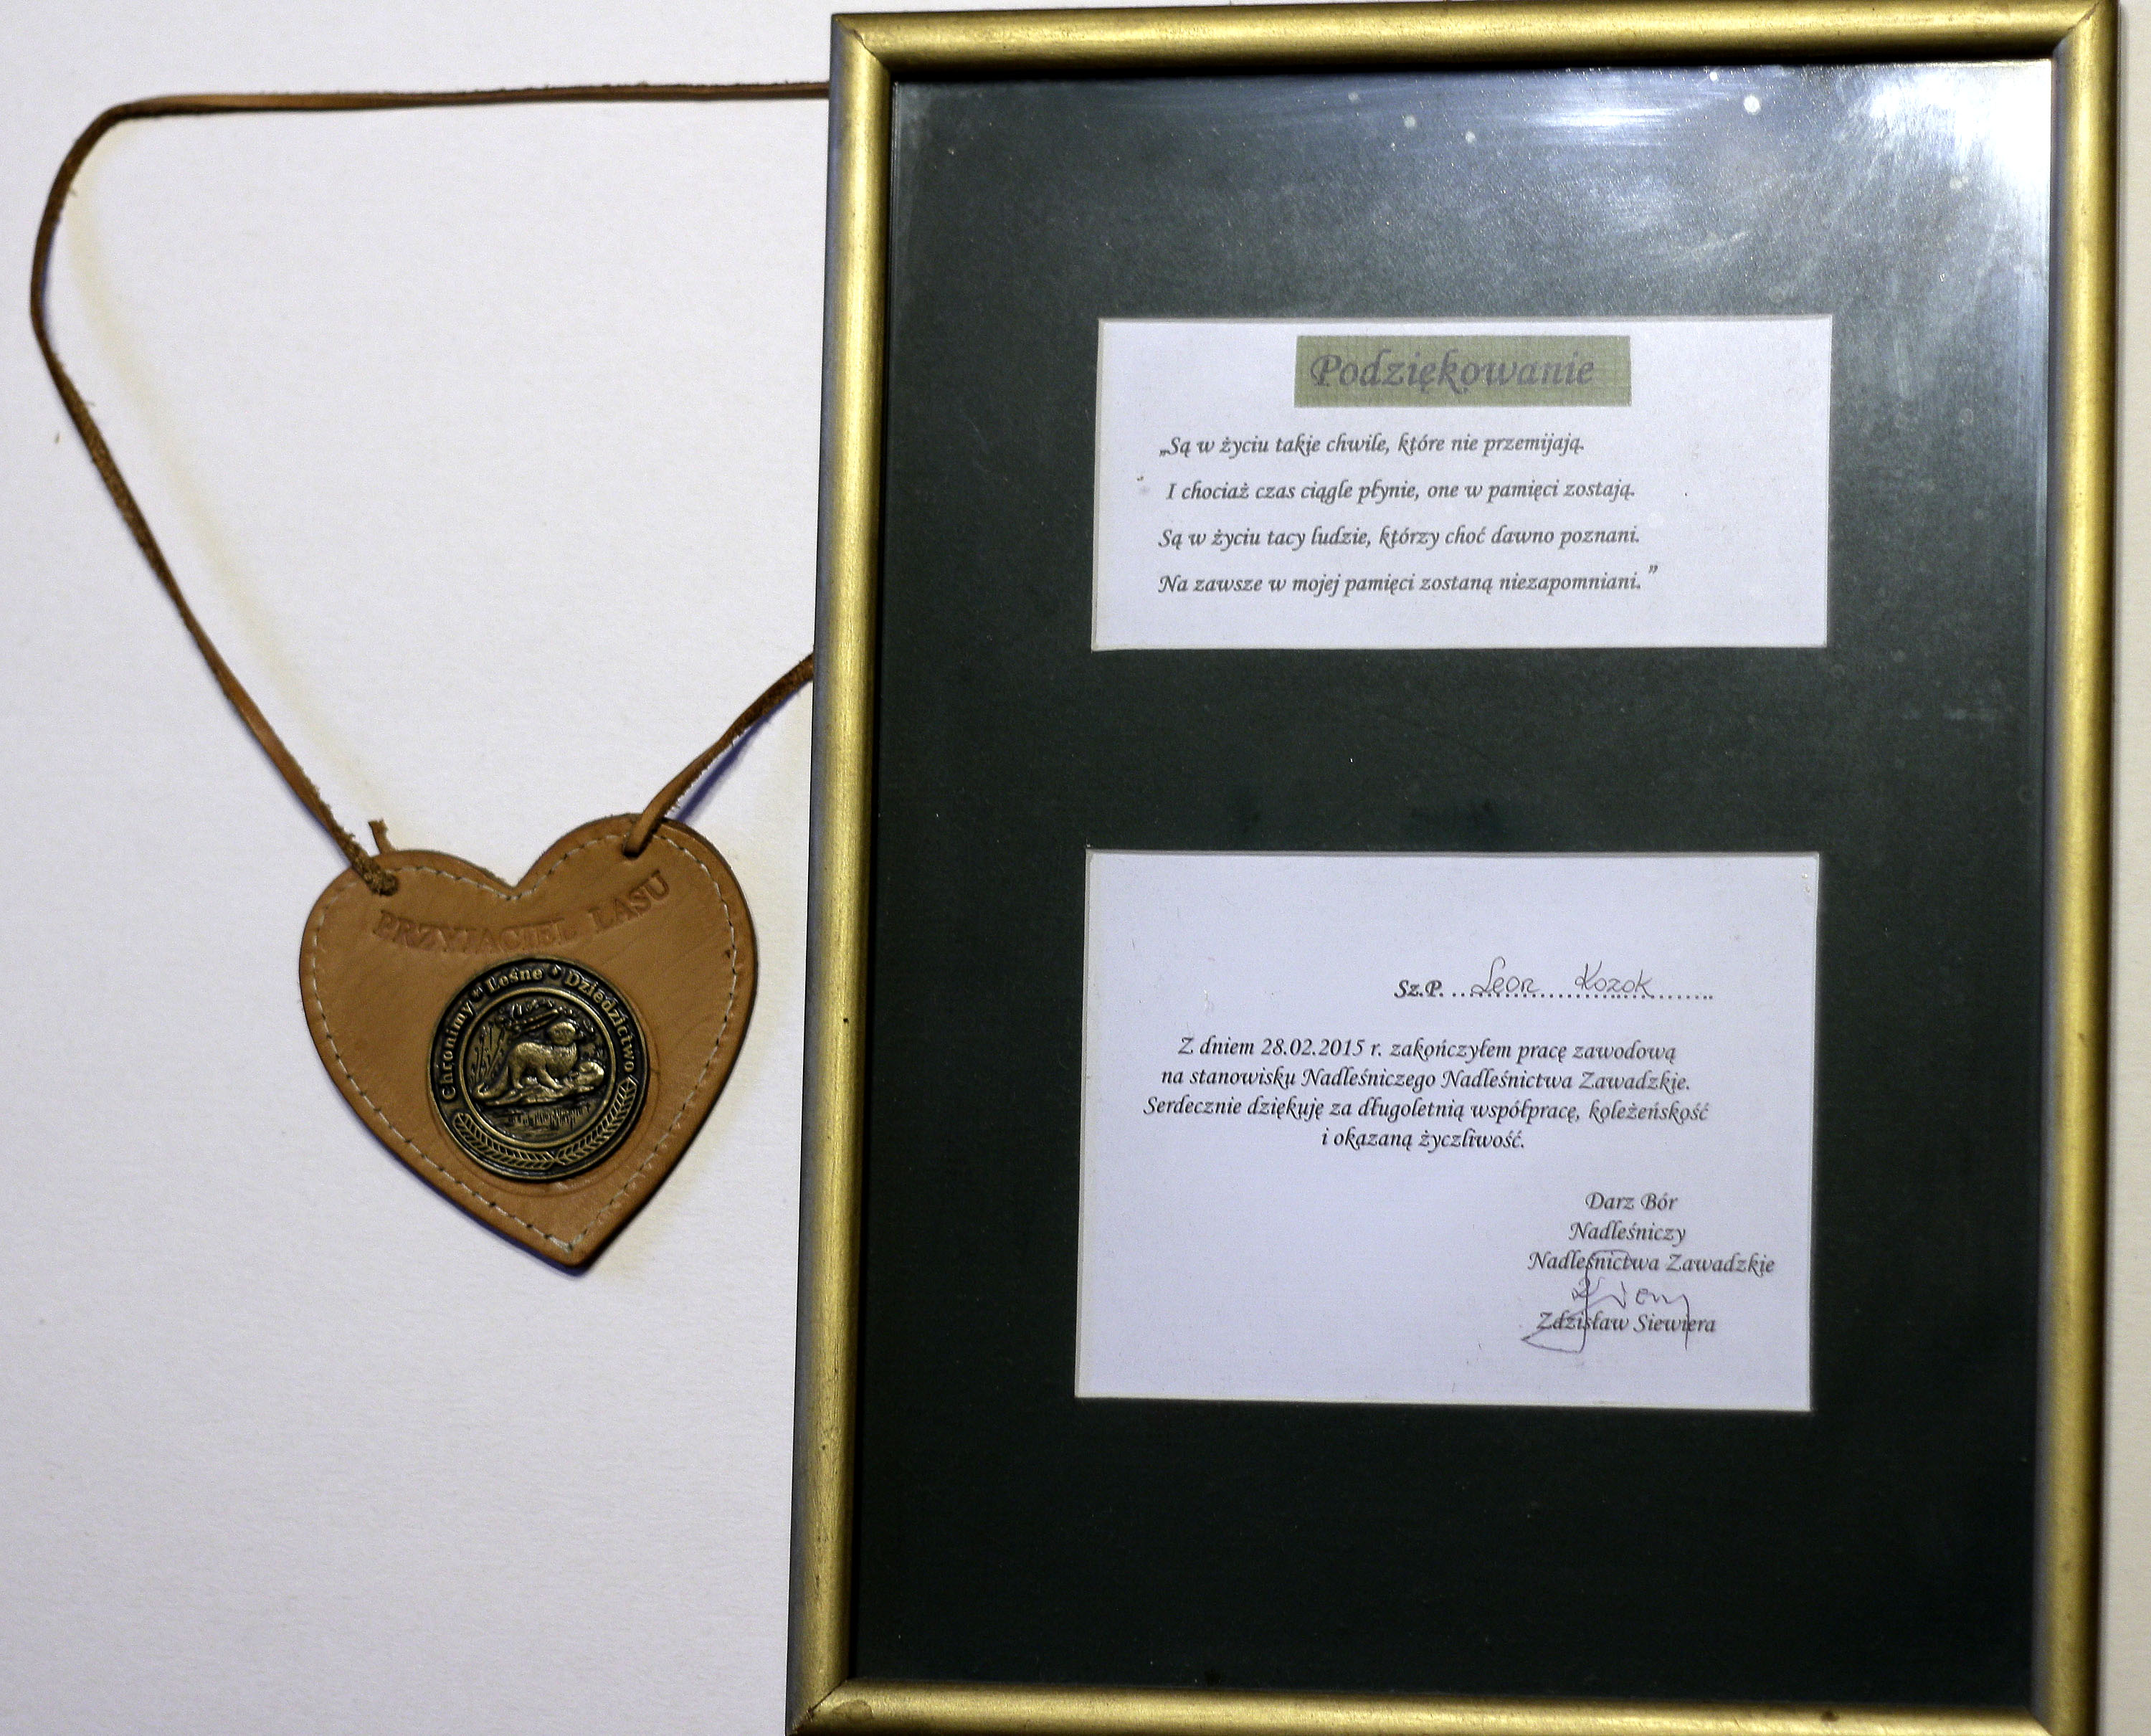 PRZYJACIEL LASU
Chronimy Leśne Dziedzictwo
Podziękowanie
„Są w życiu takie chwile, które nie przemijają.
I chociaż czas ciągle płynie, one w pamięci zostają.
Są w życiu tacy ludzie, którzy choć dawno poznani.
Na zawsze w mojej pamięci zostaną niezapomniani.”
Sz.P. Leon Kozok
Z dniem 28.02.2015 r. zakończyłem pracę zawodową
na stanowisku Nadleśniczego Nadleśnictwa Zawadzkie.
Serdecznie dziękuję za długoletnią współpracę, koleżeńskość
i okazaną życzliwość.
Darz Bór
Nadleśniczy
Nadleśnictwa Zawadzkie
Zdzisław Siewiera